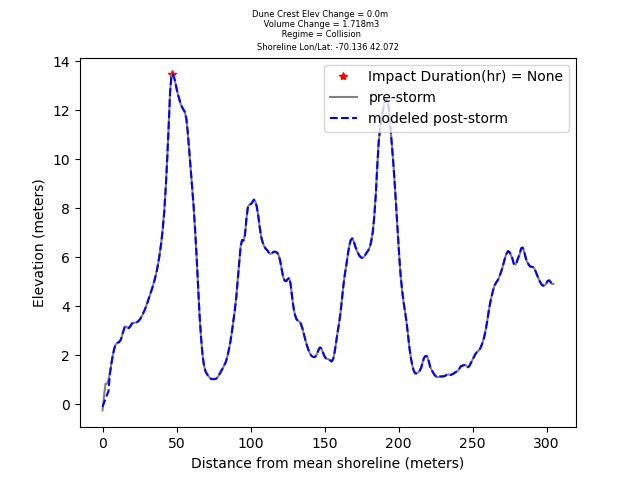 Dune Crest Elev Change = 0.0m
Volume Change = 1.718m3
Regime = Collision
Shoreline Lon/Lat: -70.136 42.072
Impact Duration(hr) = None
pre-storm
modeled post-storm
14
12
10
8
6
4
2
0
Elevation (meters)
0 50 100 150 200 250 300
Distance from mean shoreline (meters)